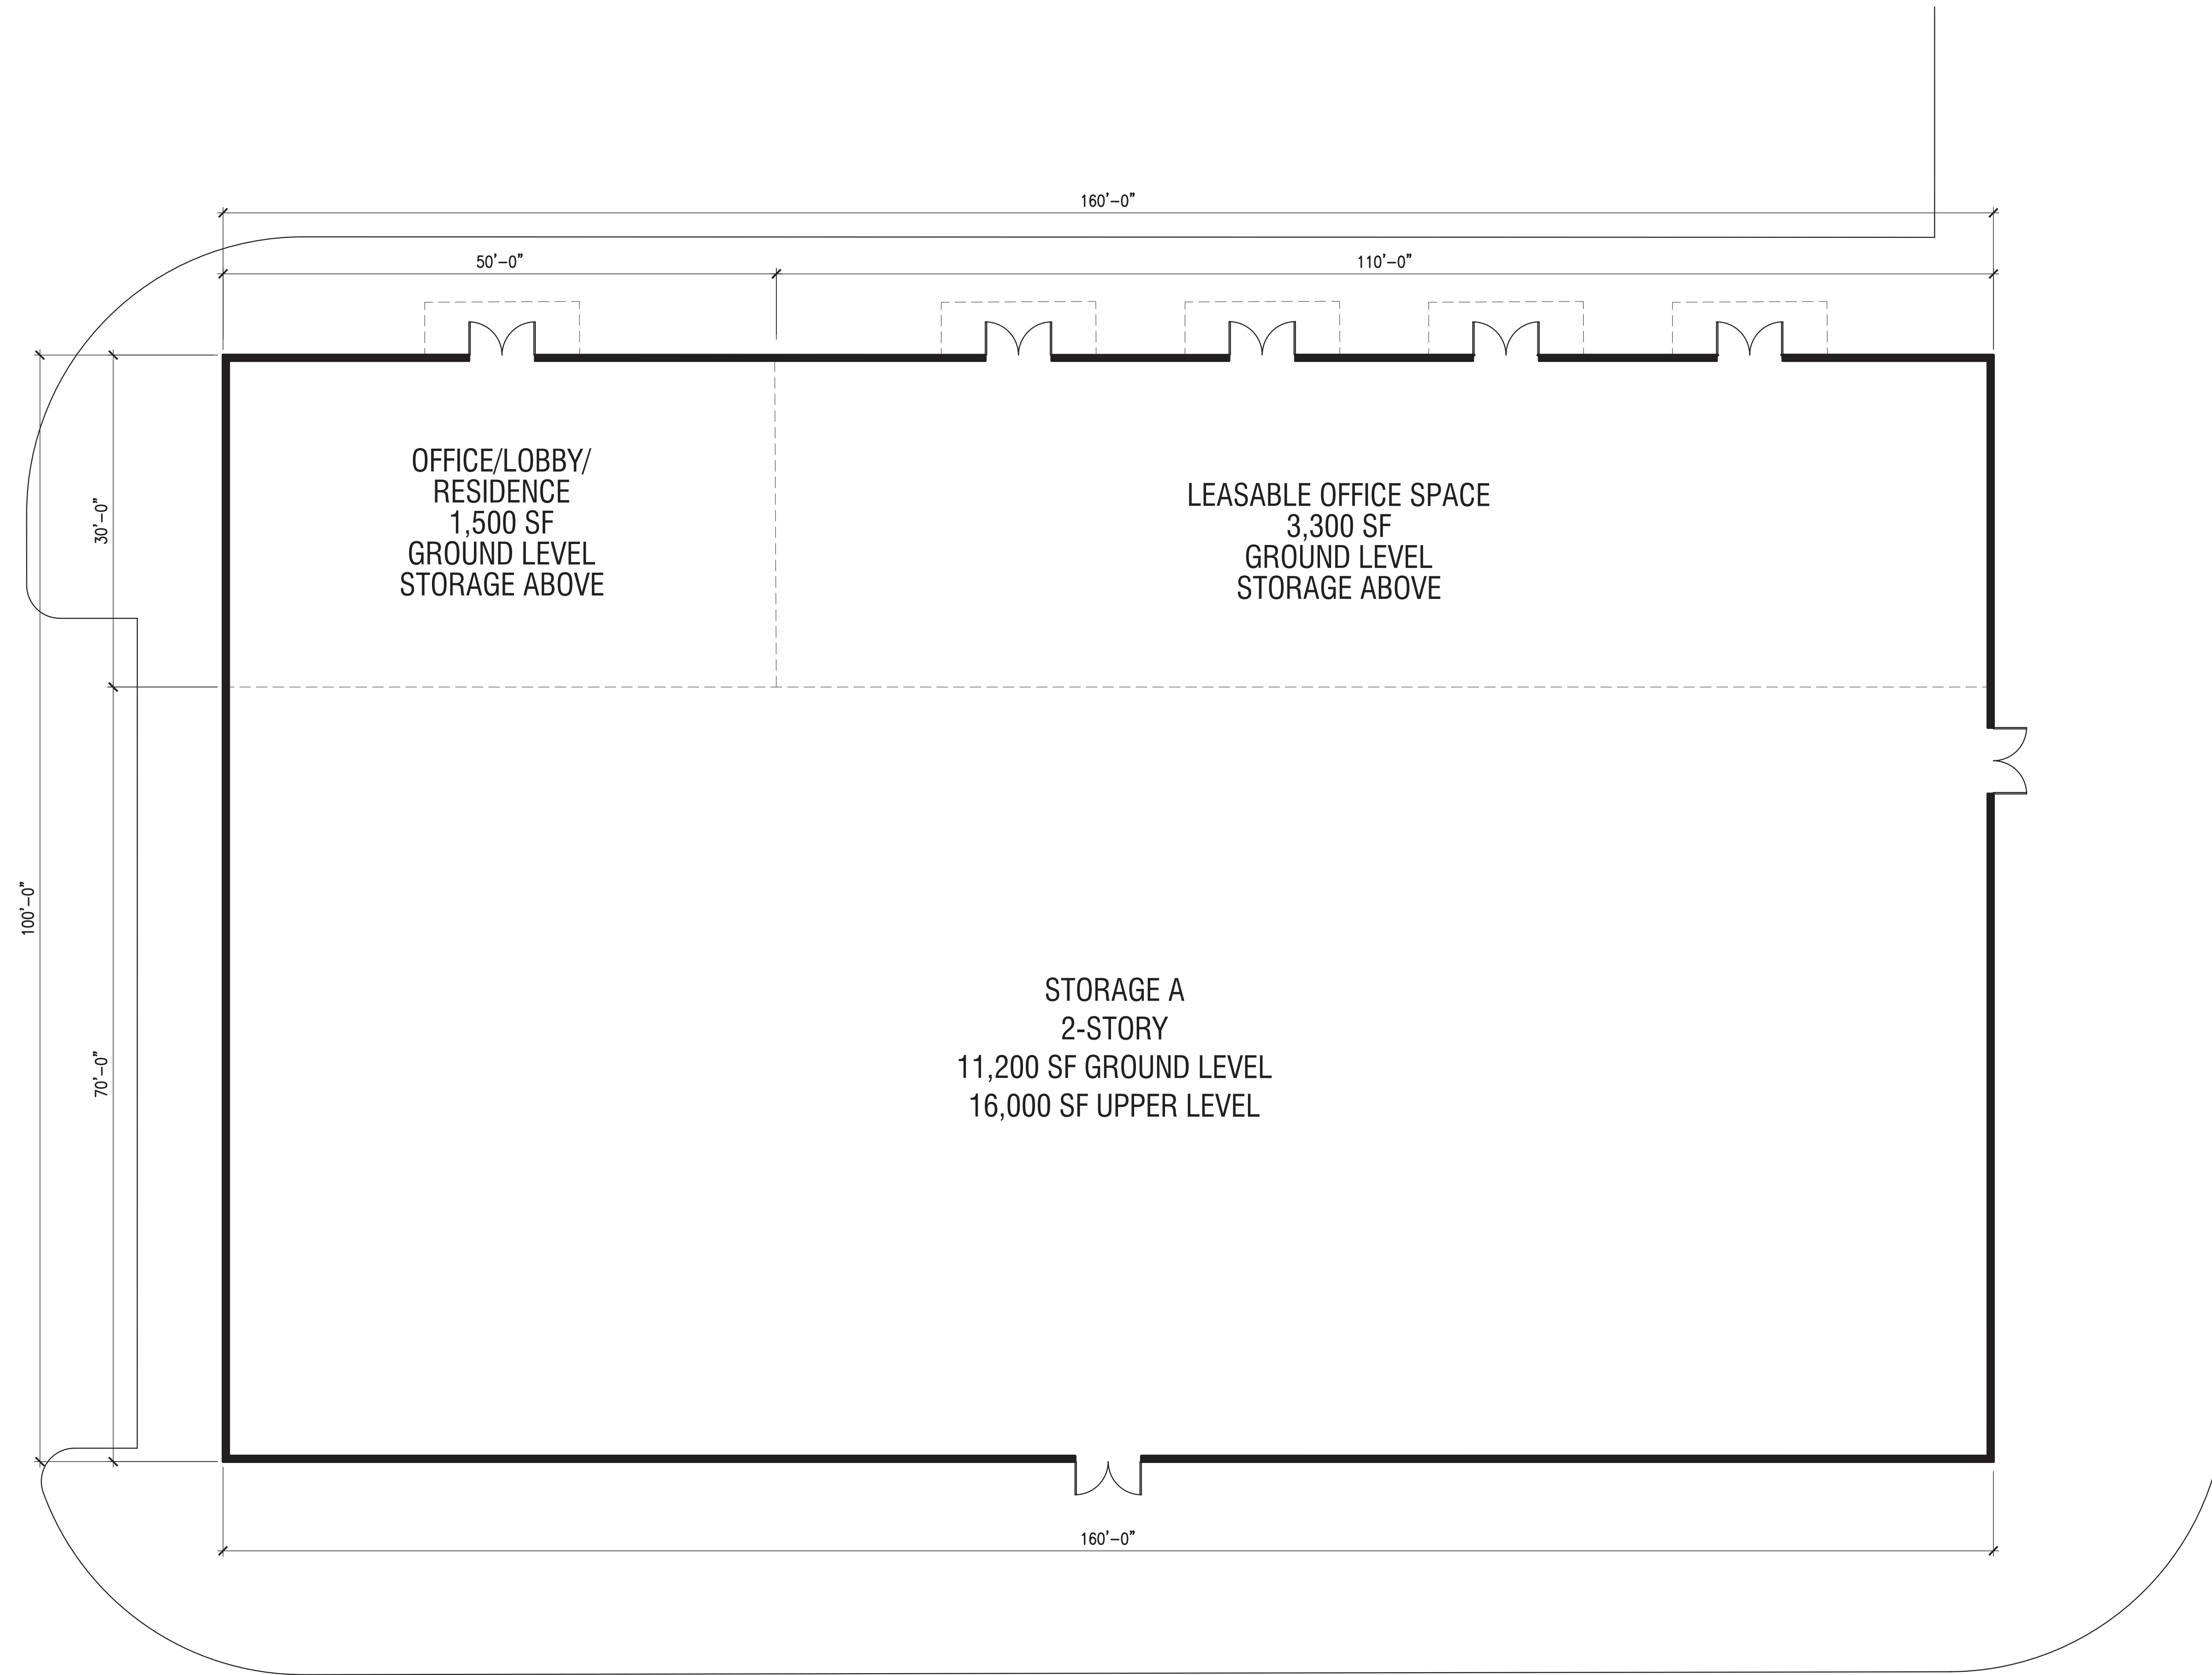 160'-0"
50'-0"
110'-0"
OFFICE/LOBBY/
RESIDENCE
1,500 SF
GROUND LEVEL
STORAGE ABOVE
LEASABLE OFFICE SPACE
3,300 SF
GROUND LEVEL
STORAGE ABOVE
30'-0"
100'-0"
70'-0"
STORAGE A
2-STORY
11,200 SF GROUND LEVEL
16,000 SF UPPER LEVEL
160'-0"